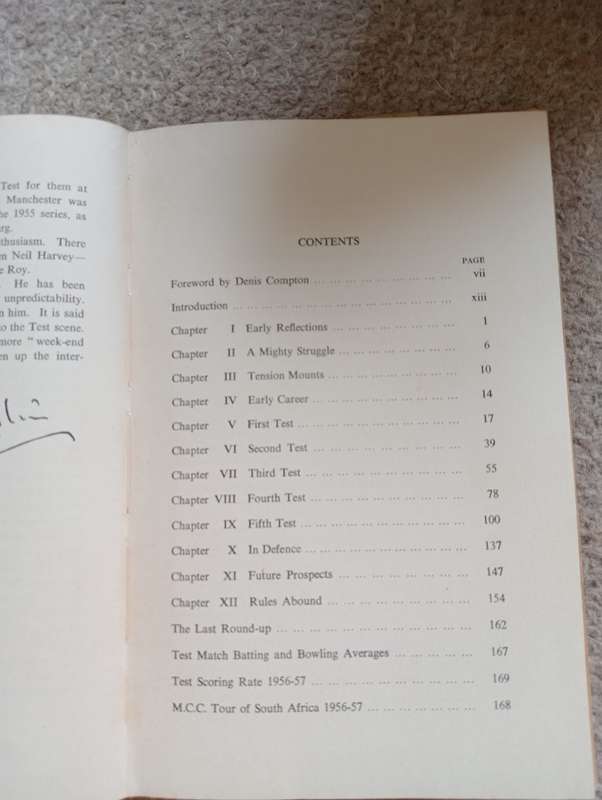 Test for them at
Manchester was
he 1955 series, as
rg.
thusiasm. There
n Neil Harvey—
e Roy.
. He has been
unpredictability.
n him. It is said
to the Test scene.
more " week-end
en up the inter-
CONTENTS
PAGE
Foreword by Denis Compton ... ... ... ... ... ... ... ... vii
Introduction ... ... ... ... ... ... ... ... ... ... ... ... xiii
Chapter I Early Reflections ... ... ... ... ... ... ... 1
Chapter II A Mighty Struggle ... ... ... ... ... ... ... 6
Chapter III Tension Mounts ... ... ... ... ... ... ... 10
Chapter IV Early Career ... ... ... ... ... ... ... ... 14
Chapter V First Test ... ... ... ... ... ... ... ... ... 17
Chapter VI Second Test ... ... ... ... ... ... ... ... 39
Chapter VII Third Test ... ... ... ... ... ... ... ... 55
Chapter VIII Fourth Test ... ... ... ... ... ... ... ... 78
Chapter IX Fifth Test ... ... ... ... ... ... ... ... ... 100
Chapter X In Defence ... ... ... ... ... ... ... ... ... 137
Chapter XI Future Prospects ... ... ... ... ... ... ... 147
Chapter XII Rules Abound ... ... ... ... ... ... ... ... 154
The Last Round-up ... ... ... ... ... ... ... ... ... ... 162
Test Match Batting and Bowling Averages ... ... ... ... 167
Test Scoring Rate 1956-57 ... ... ... ... ... ... ... ... 169
M.C.C. Tour of South Africa 1956-57 ... ... ... ... ... 168